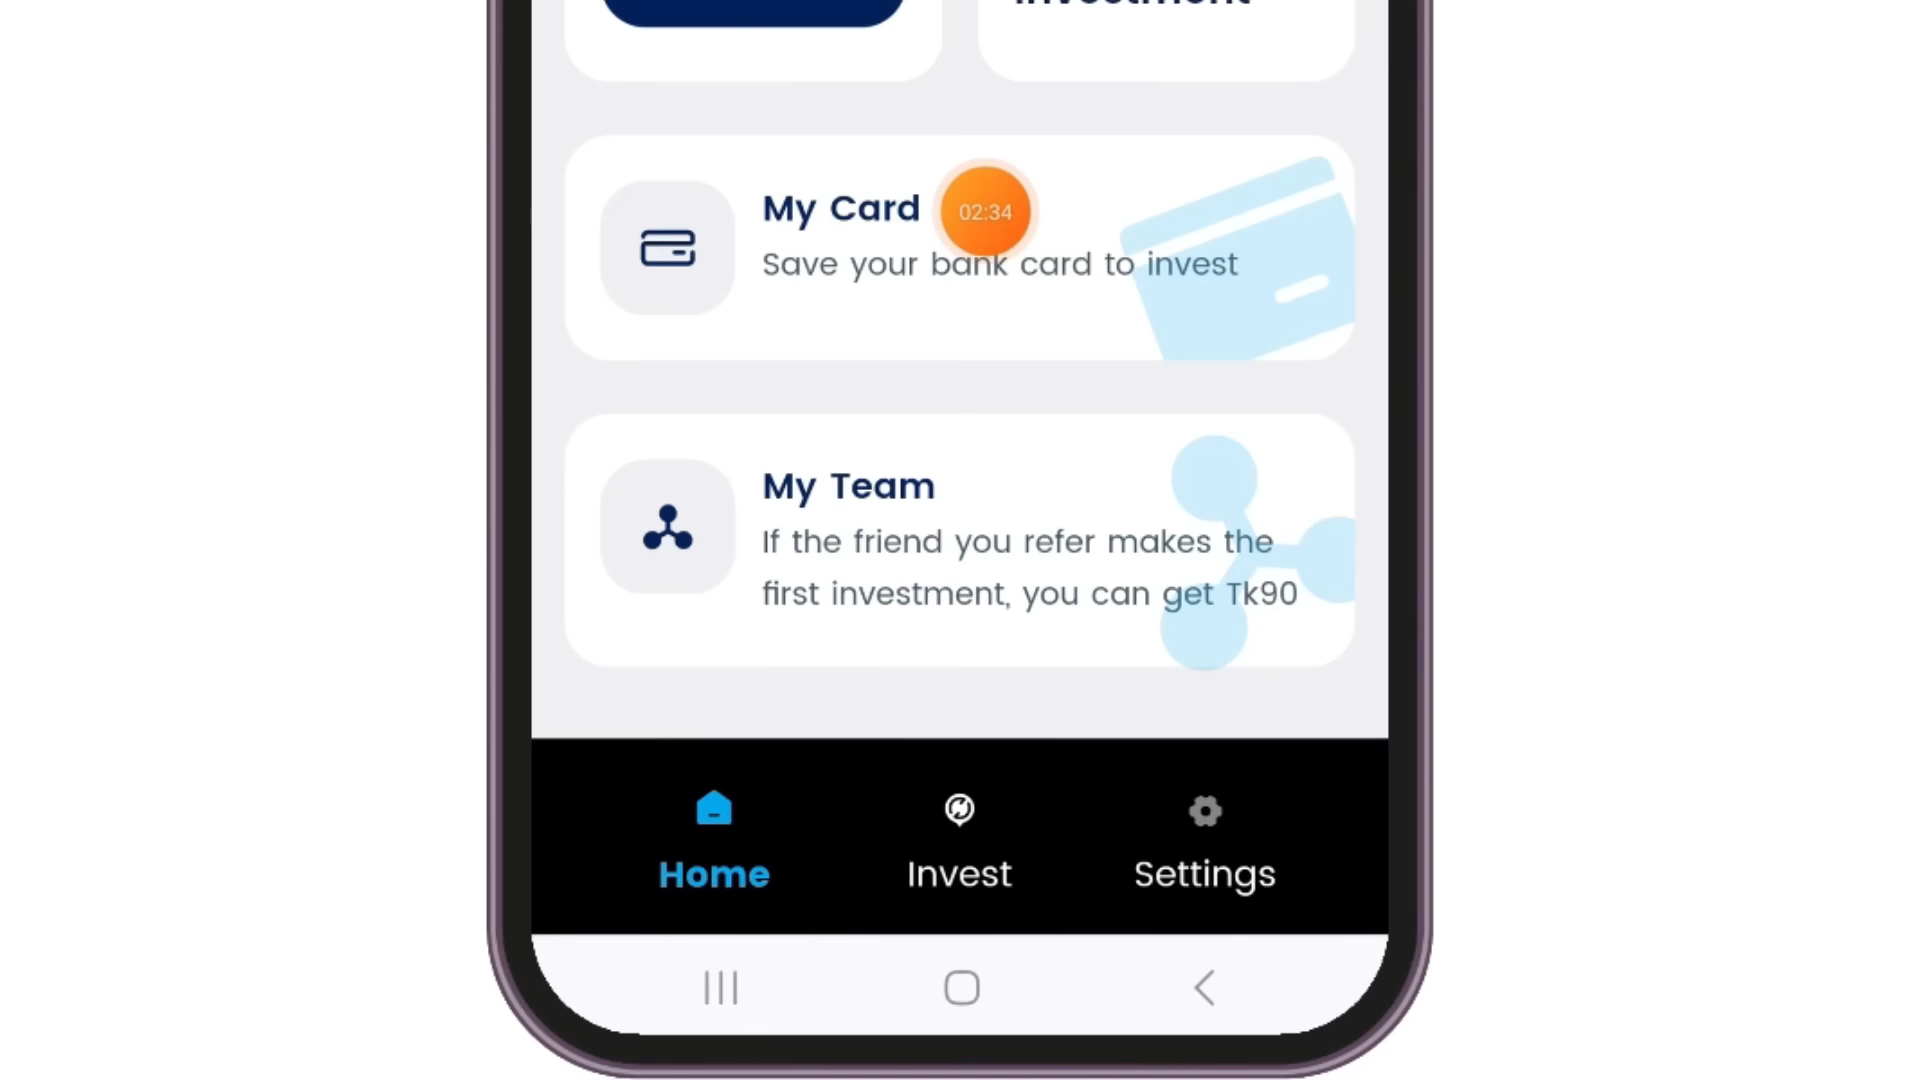 Investment
My Card
02:34
Save your bank card to invest
My Team
If the friend you refer makes the
first investment, you can get Tk90
Home
Invest
Settings